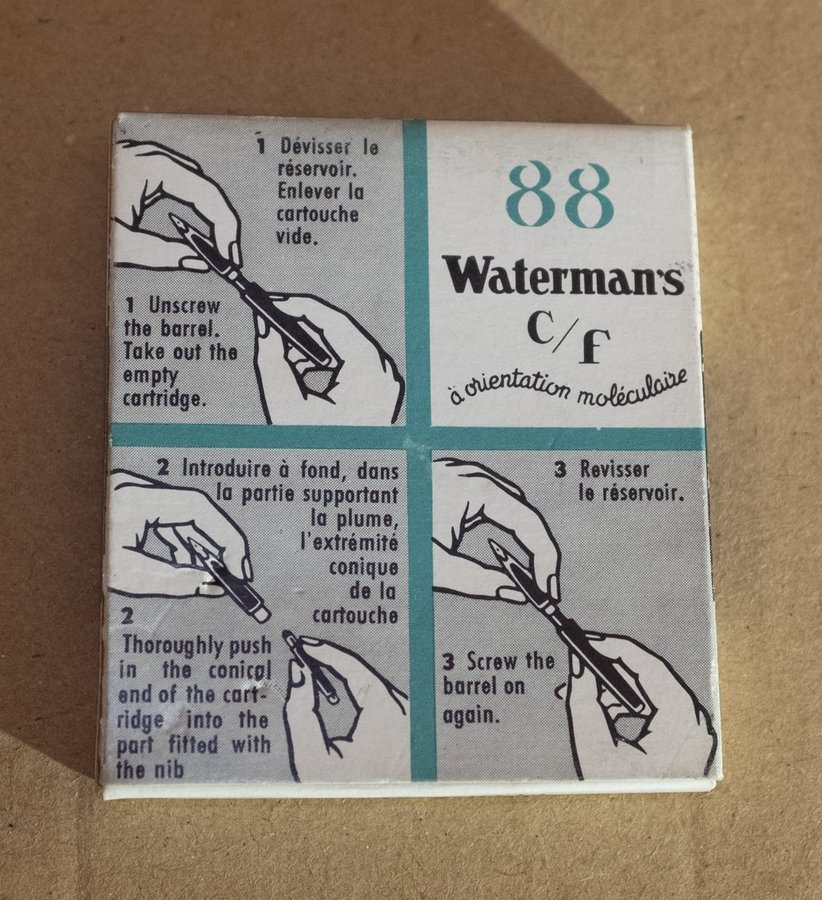 1 Dévisser le
réservoir.
Enlever la
cartouche
vide.
1 Unscrew
the barrel.
Take out the
empty
cartridge.
88
Waterman's
C/f
à orientation moléculaire
2 Introduire à fond, dans
la partie supportant
la plume,
l'extrémité
conique
de la
cartouche
2
Thoroughly push
in the conical
end of the cart-
ridge into the
part fitted with
the nib
3 Revisser
le réservoir.
3 Screw the
barrel on
again.